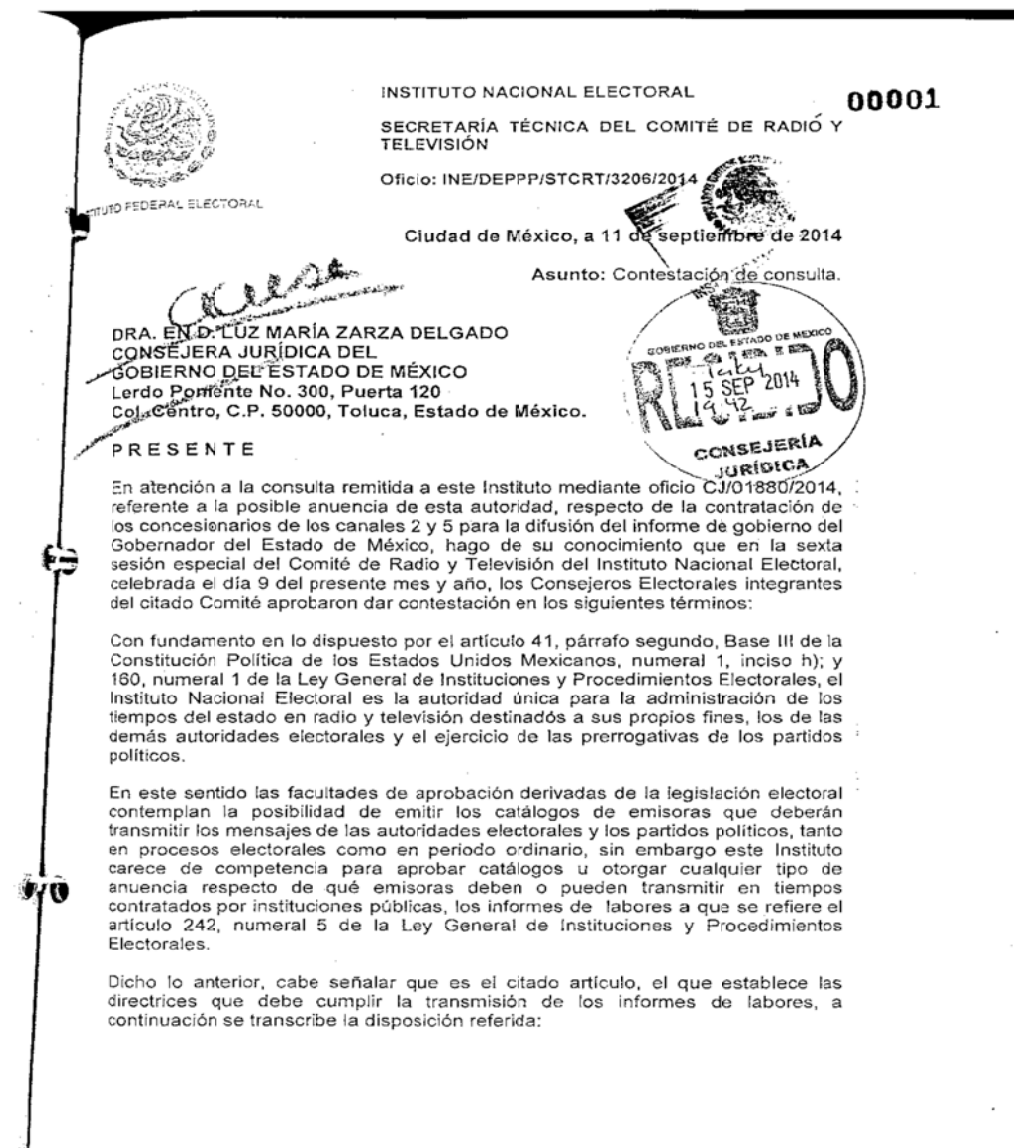 INSTITUTO NACIONAL ELECTORAL
00001
SECRETARÍA TÉCNICA DEL COMITÉ DE RADIO Y
TELEVISIÓN
Oficio: INE/DEPPP/STCRT/3206/2014
INSTITUTO FEDERAL ELECTORAL
Ciudad de México, a 11 de septiembre de 2014
Asunto: Contestación de consulta.
acuse
DRA. EN D. LUZ MARÍA ZARZA DELGADO
CONSEJERA JURÍDICA DEL
GOBIERNO DEL ESTADO DE MÉXICO
Lerdo Poniente No. 300, Puerta 120
Col. Centro, C.P. 50000, Toluca, Estado de México.
GOBIERNO DEL ESTADO DE MEXICO
RECIBIDO
15 SEP 2014
19:42
CONSEJERÍA
JURÍDICA
P R E S E N T E
En atención a la consulta remitida a este Instituto mediante oficio CJ/01880/2014,
referente a la posible anuencia de esta autoridad, respecto de la contratación de
los concesionarios de los canales 2 y 5 para la difusión del informe de gobierno del
Gobernador del Estado de México, hago de su conocimiento que en la sexta
sesión especial del Comité de Radio y Televisión del Instituto Nacional Electoral,
celebrada el día 9 del presente mes y año, los Consejeros Electorales integrantes
del citado Comité aprobaron dar contestación en los siguientes términos:
Con fundamento en lo dispuesto por el artículo 41, párrafo segundo, Base III de la
Constitución Política de los Estados Unidos Mexicanos, numeral 1, inciso h); y
160, numeral 1 de la Ley General de Instituciones y Procedimientos Electorales, el
Instituto Nacional Electoral es la autoridad única para la administración de los
tiempos del estado en radio y televisión destinados a sus propios fines, los de las
demás autoridades electorales y el ejercicio de las prerrogativas de los partidos
políticos.
En este sentido las facultades de aprobación derivadas de la legislación electoral
contemplan la posibilidad de emitir los catálogos de emisoras que deberán
transmitir los mensajes de las autoridades electorales y los partidos políticos, tanto
en procesos electorales como en periodo ordinario, sin embargo este Instituto
carece de competencia para aprobar catálogos u otorgar cualquier tipo de
anuencia respecto de qué emisoras deben o pueden transmitir en tiempos
contratados por instituciones públicas, los informes de labores a que se refiere el
artículo 242, numeral 5 de la Ley General de Instituciones y Procedimientos
Electorales.
Dicho lo anterior, cabe señalar que es el citado artículo, el que establece las
directrices que debe cumplir la transmisión de los informes de labores, a
continuación se transcribe la disposición referida: